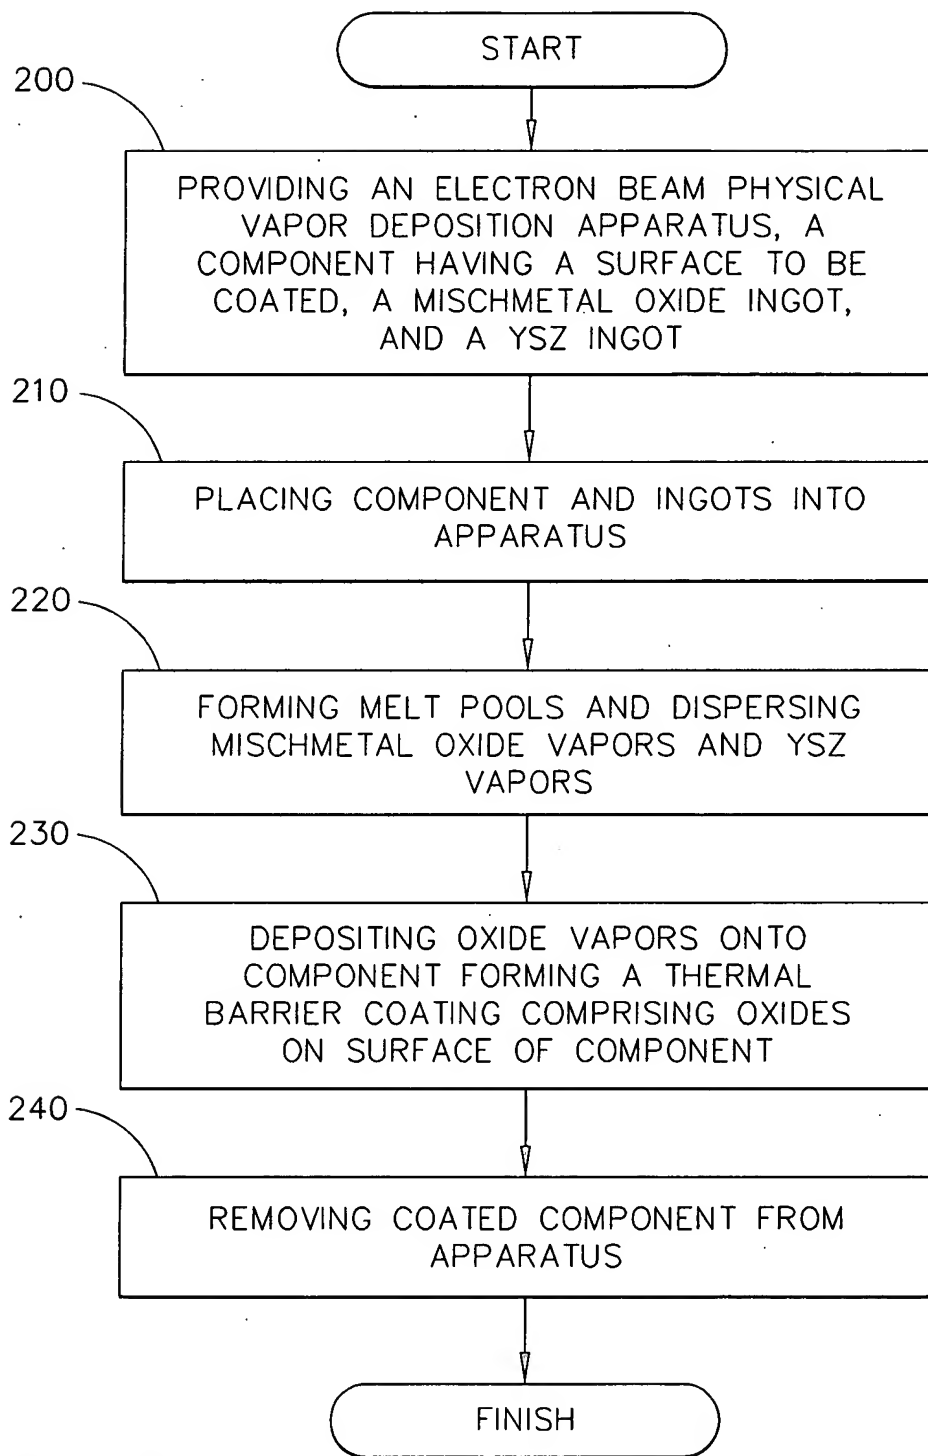 START
200
PROVIDING AN ELECTRON BEAM PHYSICAL
VAPOR DEPOSITION APPARATUS, A
COMPONENT HAVING A SURFACE TO BE
COATED, A MISCHMETAL OXIDE INGOT,
AND A YSZ INGOT
210
PLACING COMPONENT AND INGOTS INTO
APPARATUS
220
FORMING MELT POOLS AND DISPERSING
MISCHMETAL OXIDE VAPORS AND YSZ
VAPORS
230
DEPOSITING OXIDE VAPORS ONTO
COMPONENT FORMING A THERMAL
BARRIER COATING COMPRISING OXIDES
ON SURFACE OF COMPONENT
240
REMOVING COATED COMPONENT FROM
APPARATUS
FINISH